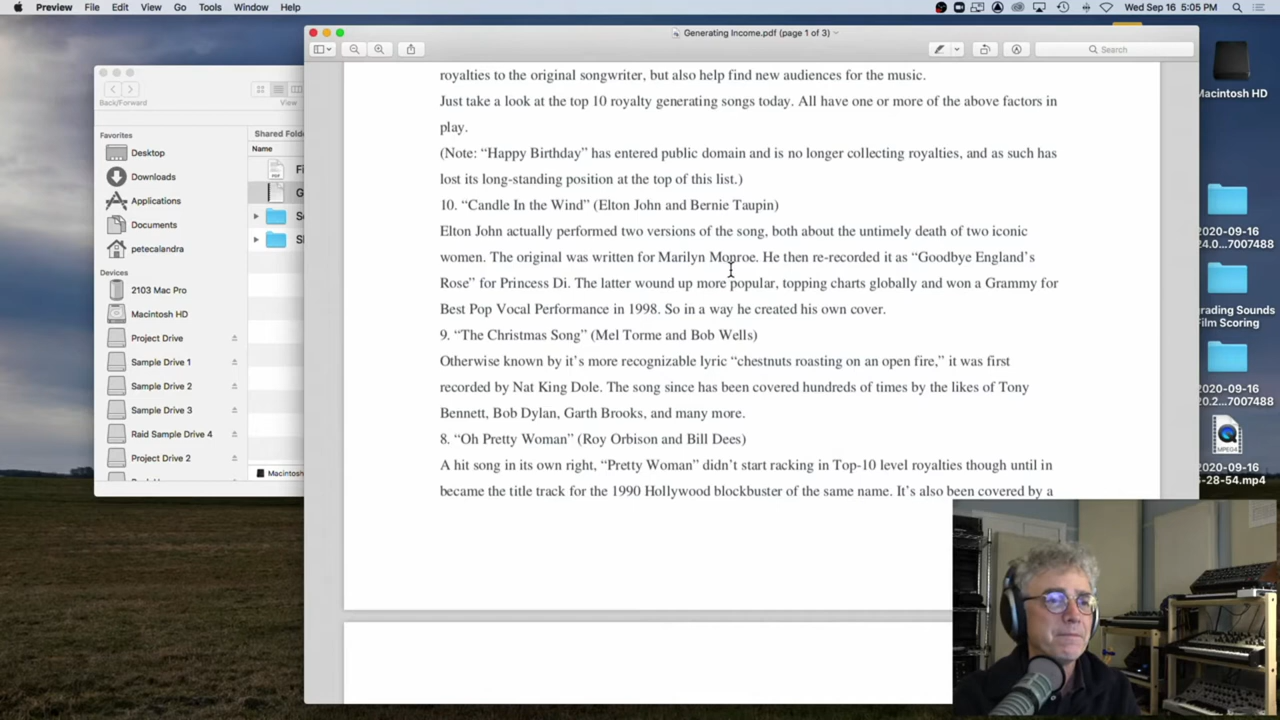 Preview File Edit View Go Tools Window Help
Wed Sep 16 5:05 PM
Generating Income.pdf (page 1 of 3)
Search
Back/Forward
View
Favorites
Desktop
Downloads
Applications
Documents
petecalandra
Devices
2103 Mac Pro
Macintosh HD
Project Drive
Sample Drive 1
Sample Drive 2
Sample Drive 3
Raid Sample Drive 4
Project Drive 2
Shared Fold
Name
Fi
G
S
Sl
Macintosh
royalties to the original songwriter, but also help find new audiences for the music.
Just take a look at the top 10 royalty generating songs today. All have one or more of the above factors in
play.
(Note: “Happy Birthday” has entered public domain and is no longer collecting royalties, and as such has
lost its long-standing position at the top of this list.)
10. “Candle In the Wind” (Elton John and Bernie Taupin)
Elton John actually performed two versions of the song, both about the untimely death of two iconic
women. The original was written for Marilyn Monroe. He then re-recorded it as “Goodbye England’s
Rose” for Princess Di. The latter wound up more popular, topping charts globally and won a Grammy for
Best Pop Vocal Performance in 1998. So in a way he created his own cover.
9. “The Christmas Song” (Mel Torme and Bob Wells)
Otherwise known by it’s more recognizable lyric “chestnuts roasting on an open fire,” it was first
recorded by Nat King Dole. The song since has been covered hundreds of times by the likes of Tony
Bennett, Bob Dylan, Garth Brooks, and many more.
8. “Oh Pretty Woman” (Roy Orbison and Bill Dees)
A hit song in its own right, “Pretty Woman” didn’t start racking in Top-10 level royalties though until in
became the title track for the 1990 Hollywood blockbuster of the same name. It’s also been covered by a
Macintosh HD
2020-09-16
24.0...7007488
rading Sounds
Film Scoring
2020-09-16
20.2...7007488
MPEG4
2020-09-16
-28-54.mp4